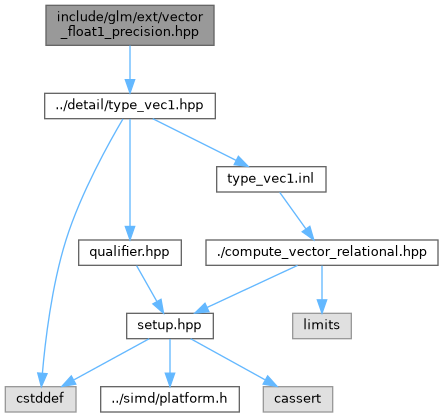 include/glm/ext/vector
_float1_precision.hpp
../detail/type_vec1.hpp
type_vec1.inl
qualifier.hpp
./compute_vector_relational.hpp
setup.hpp
limits
cstddef
../simd/platform.h
cassert